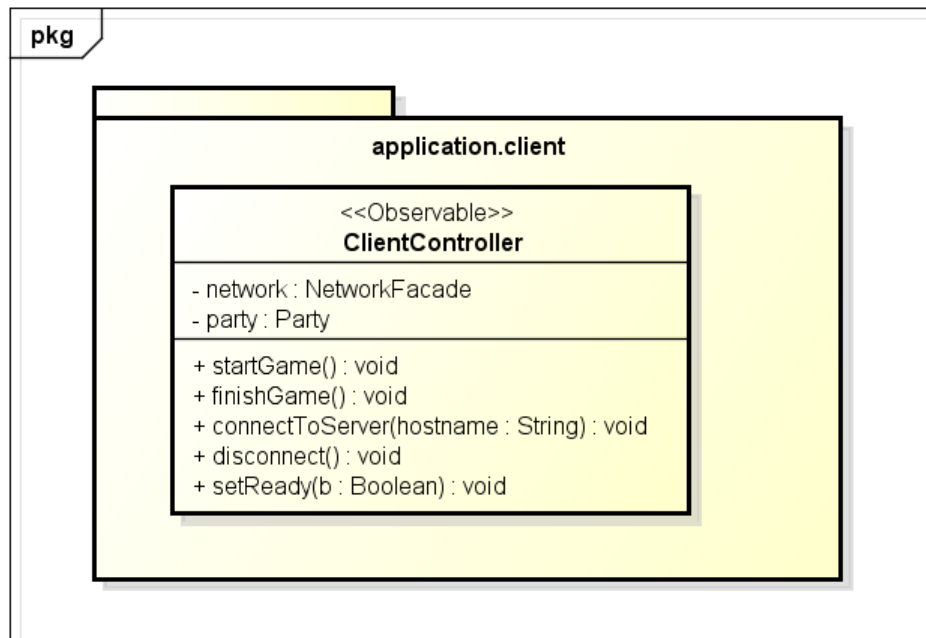 pkg
application.client
<<Observable>>
ClientController
- network : NetworkFacade
- party : Party
+ startGame() : void
+ finishGame() : void
+ connectToServer(hostname : String) : void
+ disconnect() : void
+ setReady(b : Boolean) : void